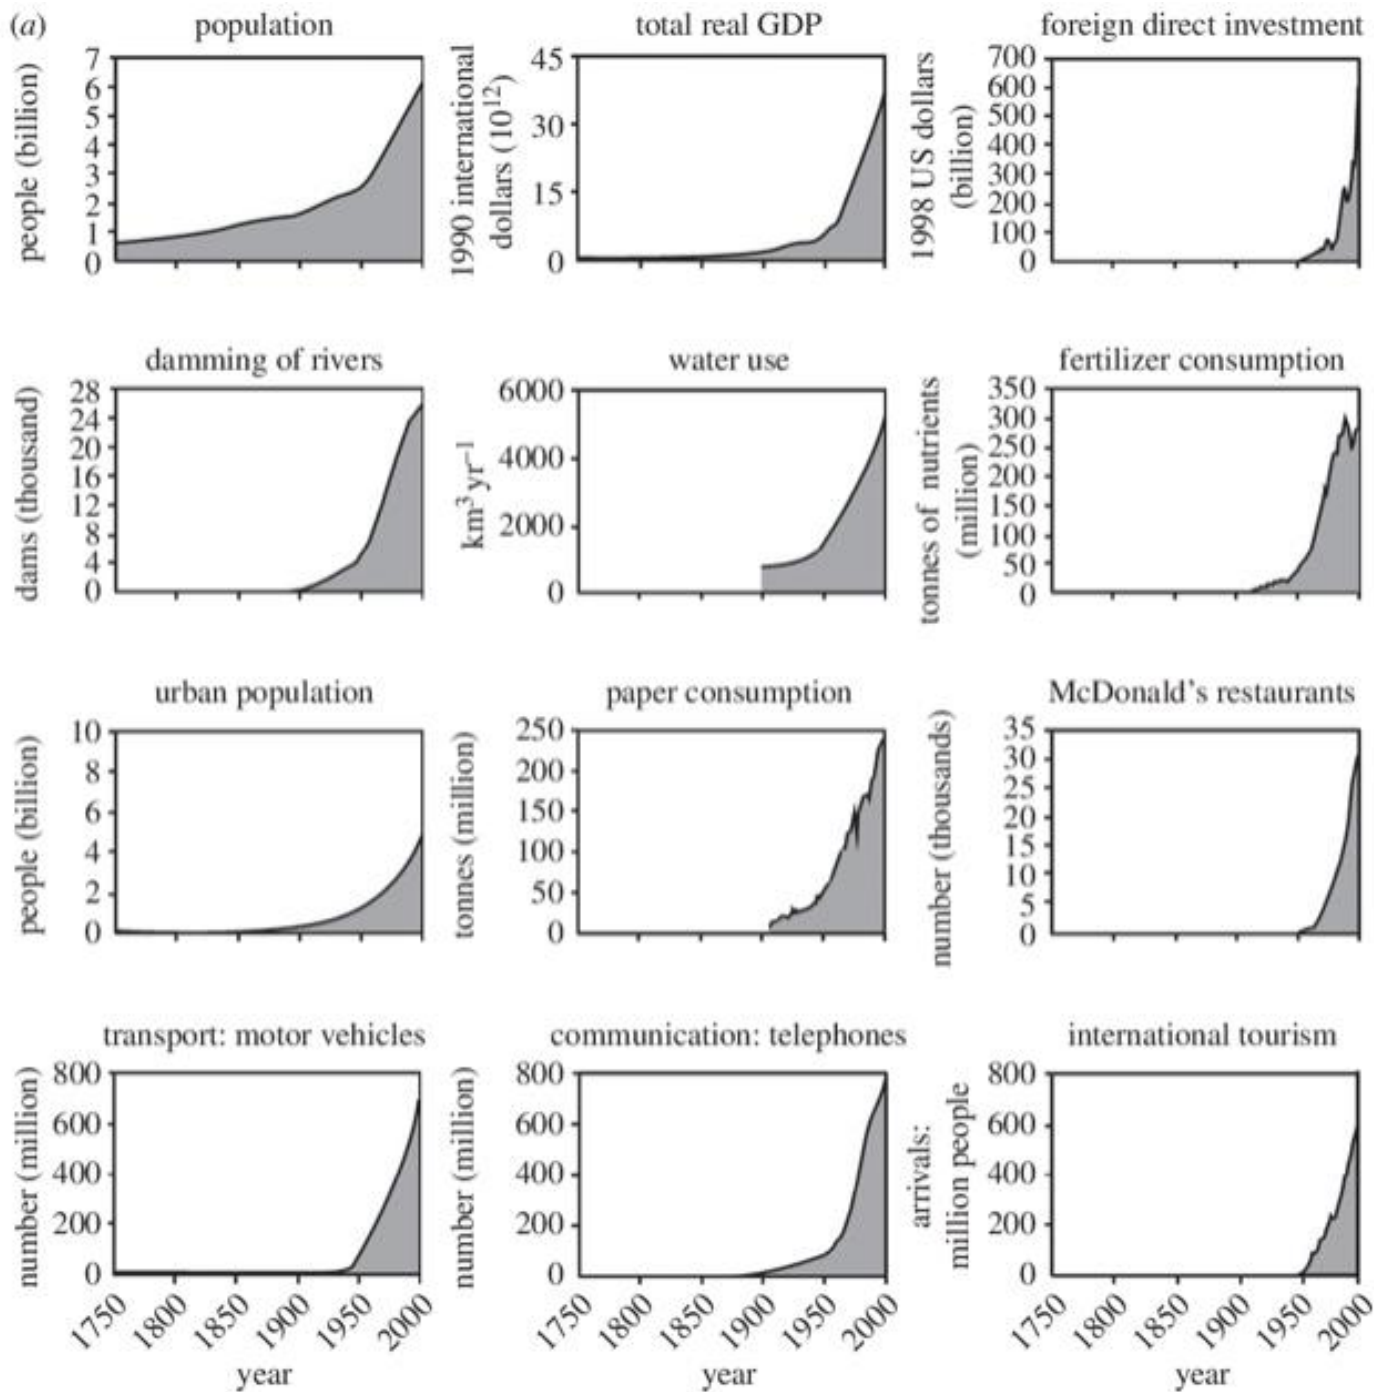 (a)
population
people (billion)
7
6
5
4
3
2
1
0
total real GDP
1990 international
dollars (10¹²)
45
30
15
0
foreign direct investment
1998 US dollars
(billion)
700
600
500
400
300
200
100
0
damming of rivers
dams (thousand)
28
24
20
16
12
8
4
0
water use
km³ yr⁻¹
6000
4000
2000
0
fertilizer consumption
tonnes of nutrients
(million)
350
300
250
200
150
100
50
0
urban population
people (billion)
10
8
6
4
2
0
paper consumption
tonnes (million)
250
200
150
100
50
0
McDonald's restaurants
number (thousands)
35
30
25
20
15
10
5
0
transport: motor vehicles
number (million)
800
600
400
200
0
1750
1800
1850
1900
1950
2000
year
communication: telephones
number (million)
800
600
400
200
0
1750
1800
1850
1900
1950
2000
year
international tourism
arrivals:
million people
800
600
400
200
0
1750
1800
1850
1900
1950
2000
year